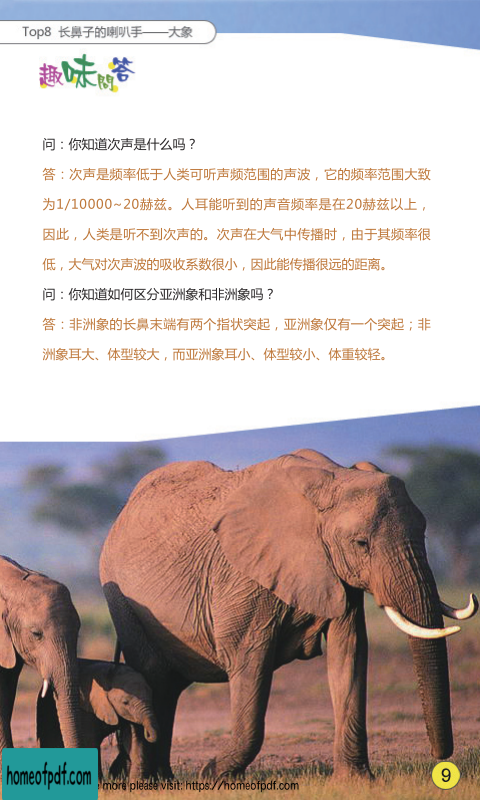 Top8 长鼻子的喇叭手——大象
趣味問答
问：你知道次声是什么吗？
答：次声是频率低于人类可听声频范围的声波，它的频率范围大致
为1/10000~20赫兹。人耳能听到的声音频率是在20赫兹以上，
因此，人类是听不到次声的。次声在大气中传播时，由于其频率很
低，大气对次声波的吸收系数很小，因此能传播很远的距离。
问：你知道如何区分亚洲象和非洲象吗？
答：非洲象的长鼻末端有两个指状突起，亚洲象仅有一个突起；非
洲象耳大、体型较大，而亚洲象耳小、体型较小、体重较轻。
9
homeofpdf.com
more please visit: https://homeofpdf.com